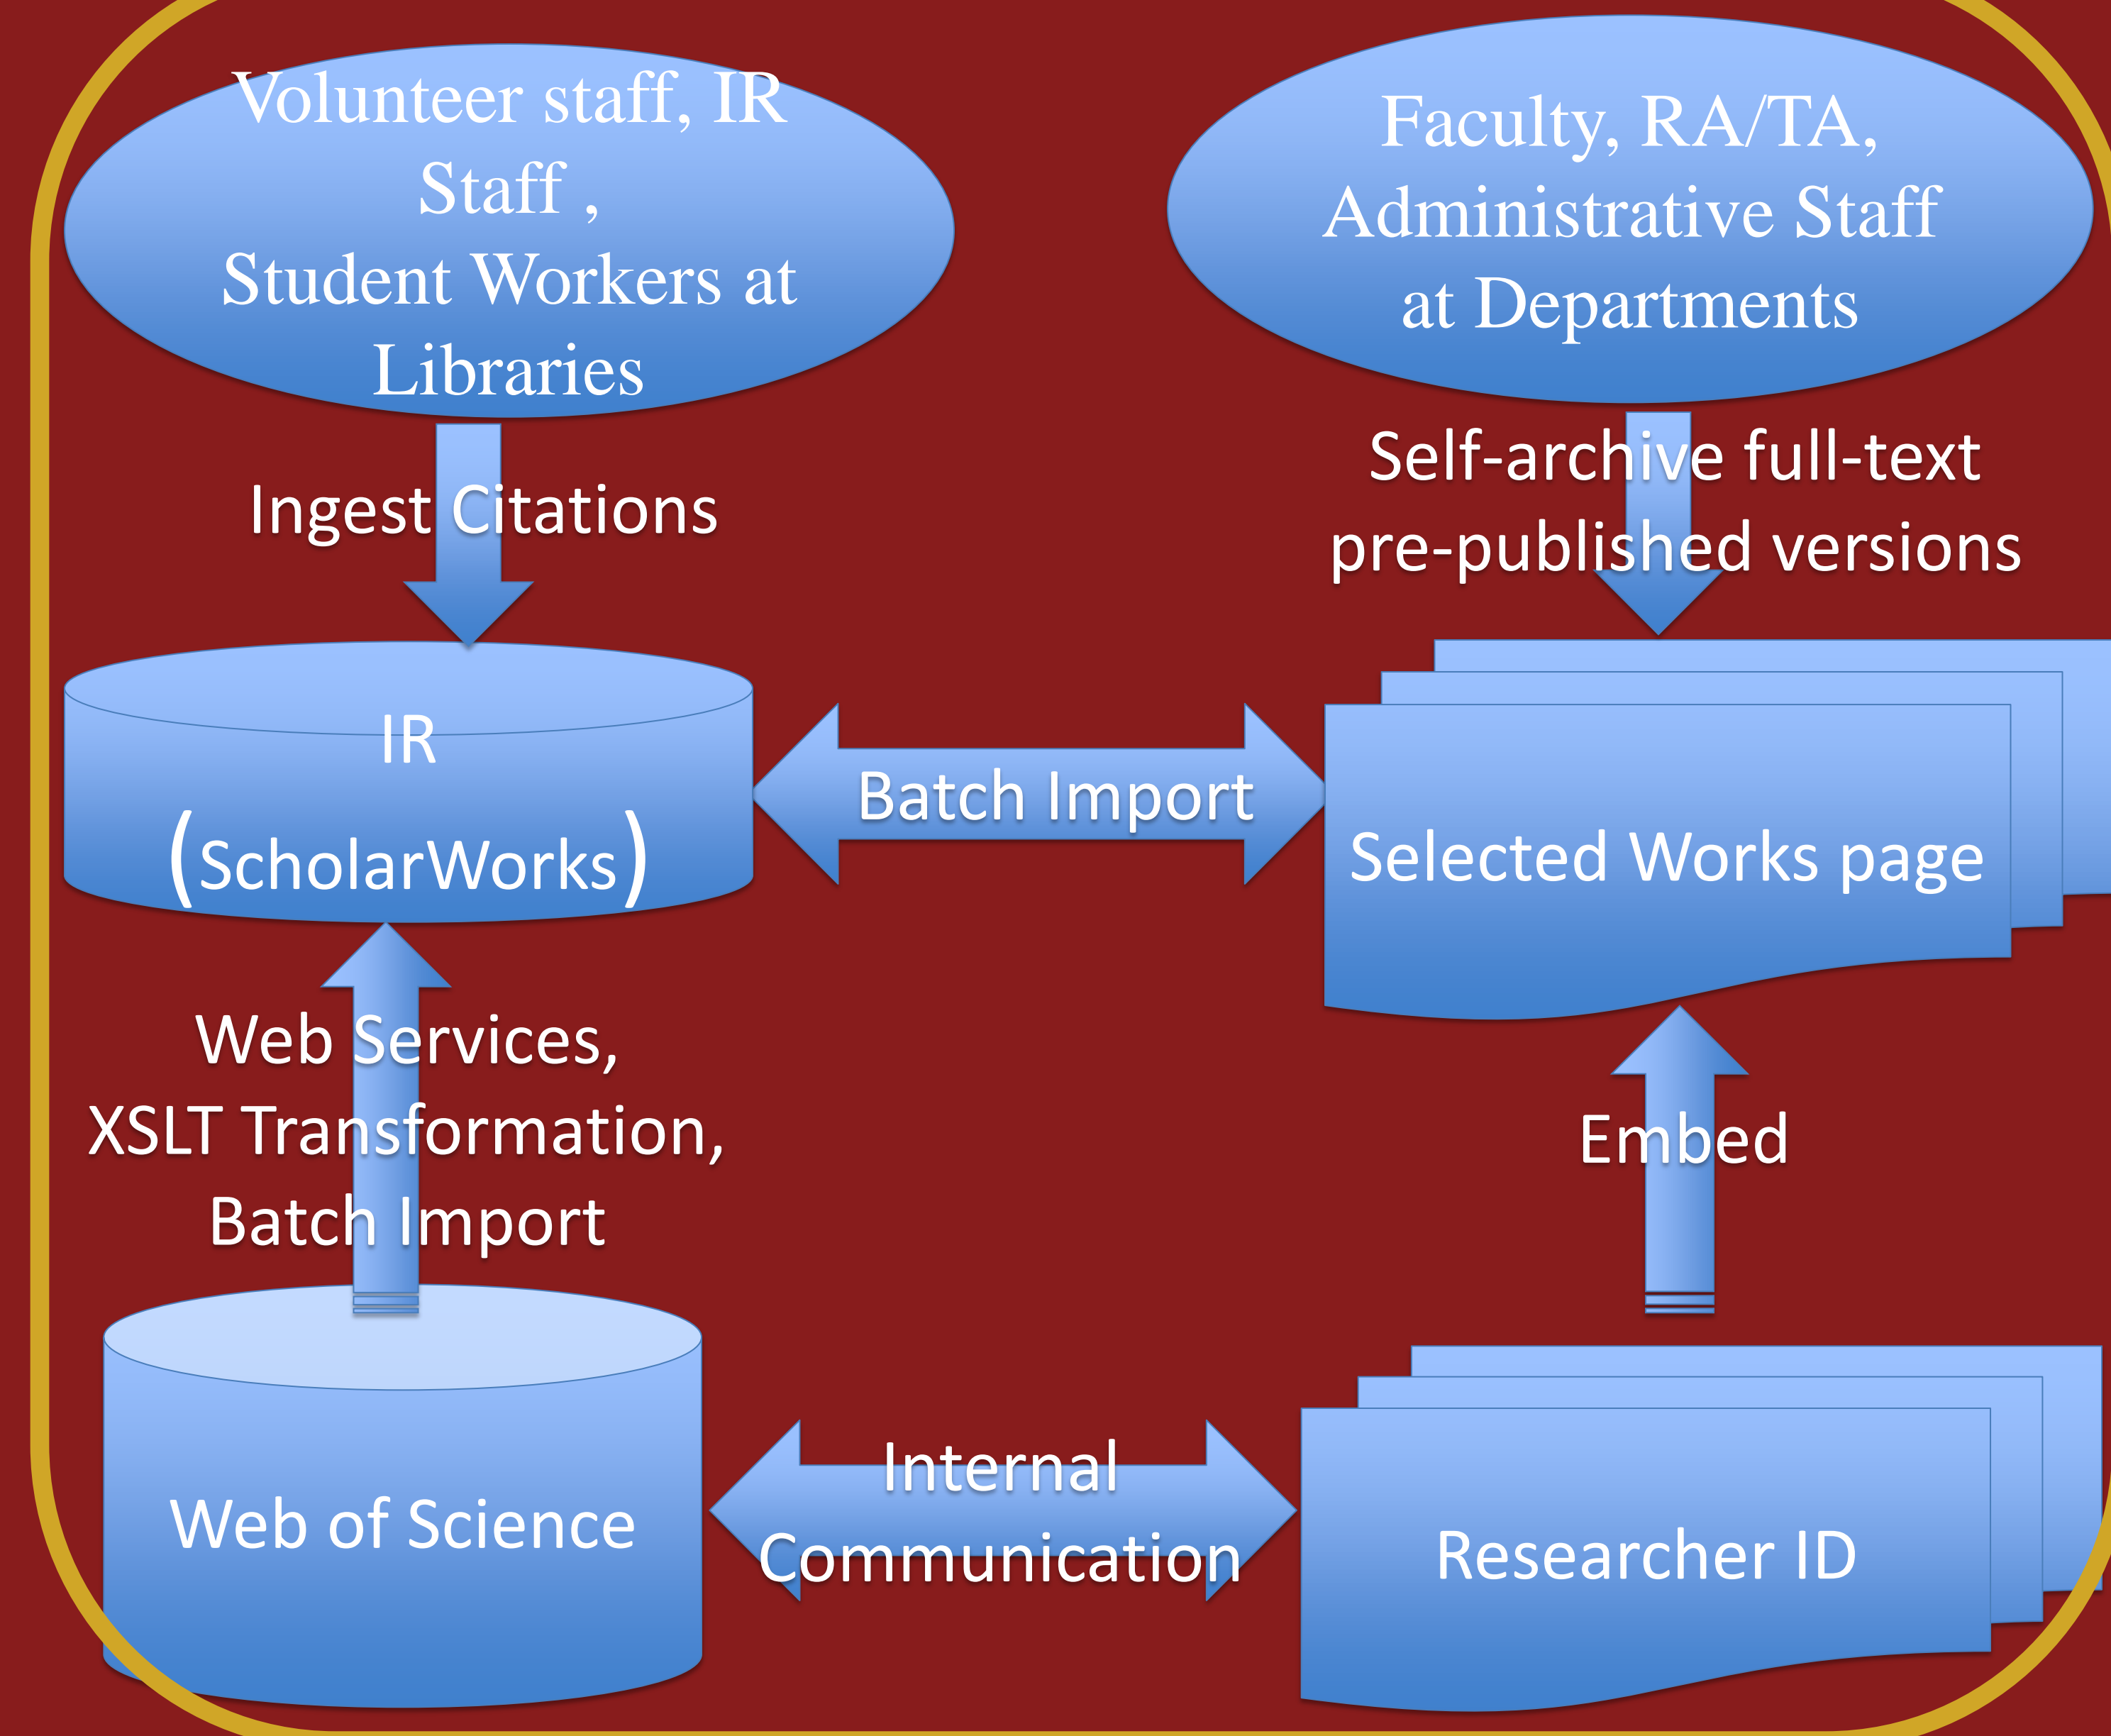 Volunteer staff, IR
Staff ,
Student Workers at
Libraries
Faculty, RA/TA,
Administrative Staff
at Departments
Ingest Citations
Self-archive full-text
pre-published versions
IR
(ScholarWorks)
Batch Import
Selected Works page
Web Services,
XSLT Transformation,
Batch Import
Embed
Web of Science
Internal
Communication
Researcher ID